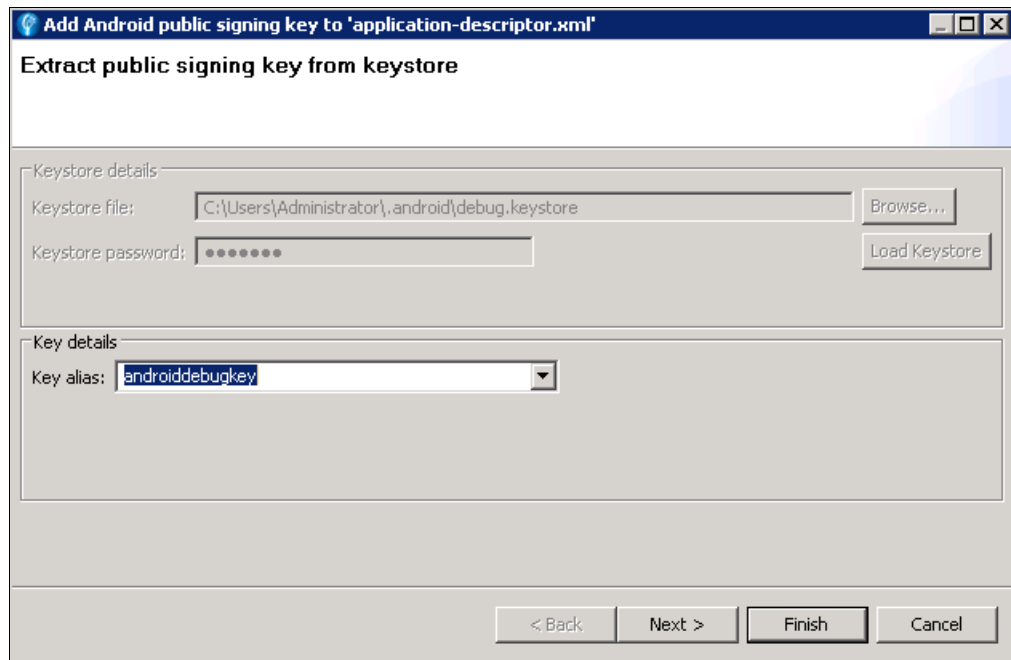 Add Android public signing key to 'application-descriptor.xml'
Extract public signing key from keystore
Keystore details
Keystore file: C:\Users\Administrator\.android\debug.keystore Browse...
Keystore password: ●●●●●●● Load Keystore
Key details
Key alias: androiddebugkey
< Back Next > Finish Cancel